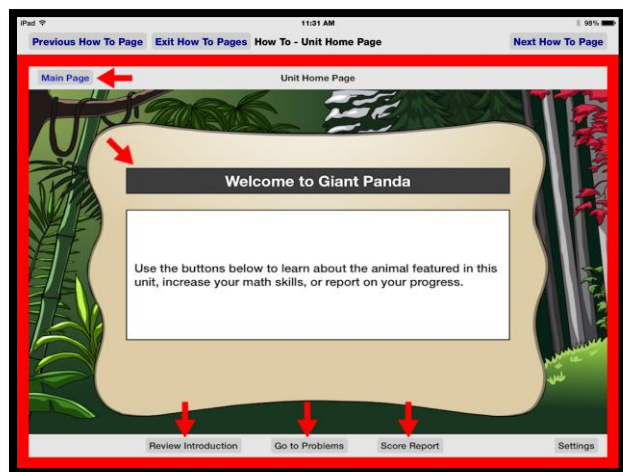 iPad 11:31 AM 98%
Previous How To Page Exit How To Pages How To - Unit Home Page Next How To Page
Main Page Unit Home Page
Welcome to Giant Panda
Use the buttons below to learn about the animal featured in this
unit, increase your math skills, or report on your progress.
Review Introduction Go to Problems Score Report Settings